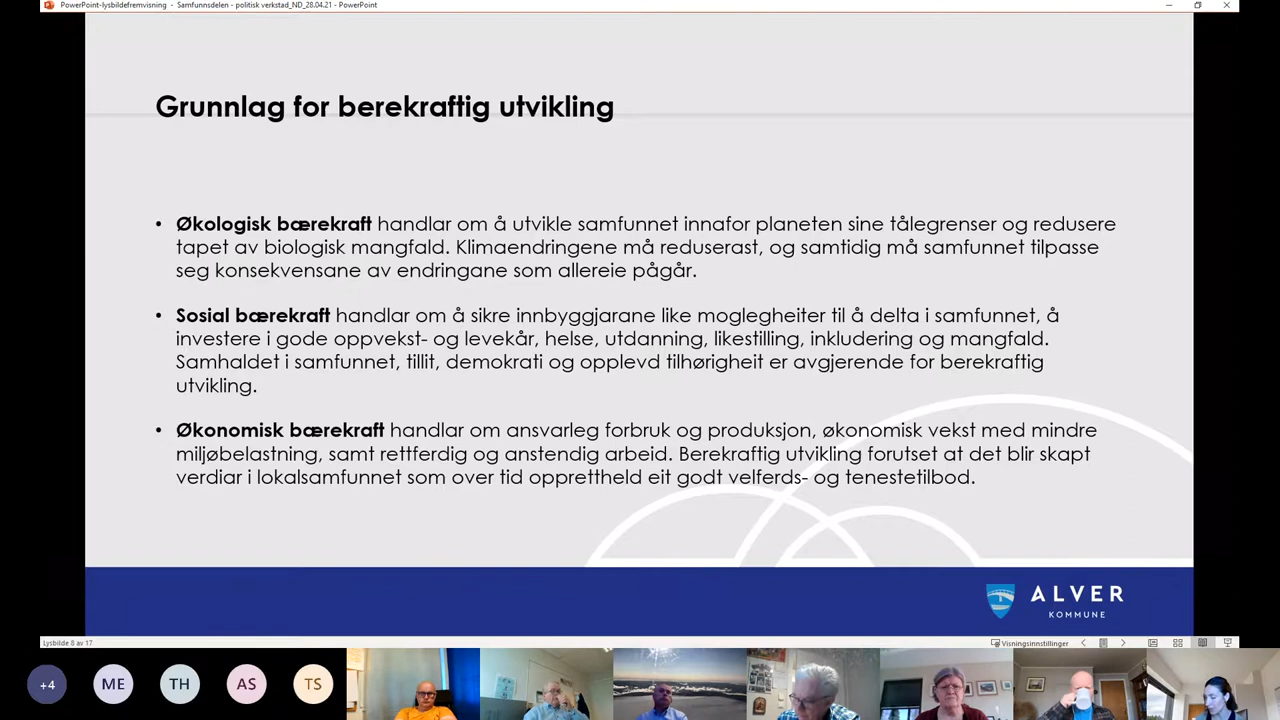 PowerPoint-lysbildefremvisning - Samfunnsdelen - politisk verkstad_ND_28.04.21 - PowerPoint
Grunnlag for berekraftig utvikling
• Økologisk bærekraft handlar om å utvikle samfunnet innafor planeten sine tålegrenser og redusere
tapet av biologisk mangfald. Klimaendringene må reduserast, og samtidig må samfunnet tilpasse
seg konsekvensane av endringane som allereie pågår.
• Sosial bærekraft handlar om å sikre innbyggjarane like moglegheiter til å delta i samfunnet, å
investere i gode oppvekst- og levekår, helse, utdanning, likestilling, inkludering og mangfald.
Samhaldet i samfunnet, tillit, demokrati og opplevd tilhørigheit er avgjerende for berekraftig
utvikling.
• Økonomisk bærekraft handlar om ansvarleg forbruk og produksjon, økonomisk vekst med mindre
miljøbelastning, samt rettferdig og anstendig arbeid. Berekraftig utvikling forutset at det blir skapt
verdiar i lokalsamfunnet som over tid opprettheld eit godt velferds- og tenestetilbod.
ALVER
KOMMUNE
Lysbilde 8 av 17
Visningsinnstillinger
+4
ME
TH
AS
TS